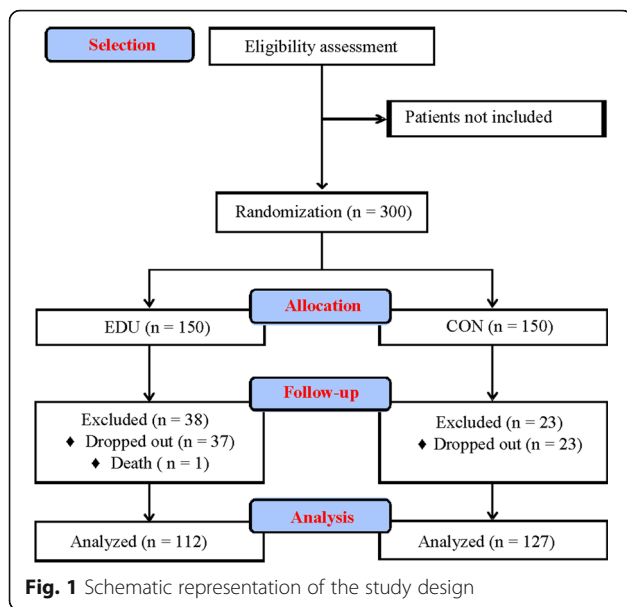 Selection
Eligibility assessment
Patients not included
Randomization (n = 300)
Allocation
EDU (n = 150)
CON (n = 150)
Follow-up
Excluded (n = 38)
♦ Dropped out (n = 37)
♦ Death ( n = 1)
Excluded (n = 23)
♦ Dropped out (n = 23)
Analysis
Analyzed (n = 112)
Analyzed (n = 127)
Fig. 1 Schematic representation of the study design